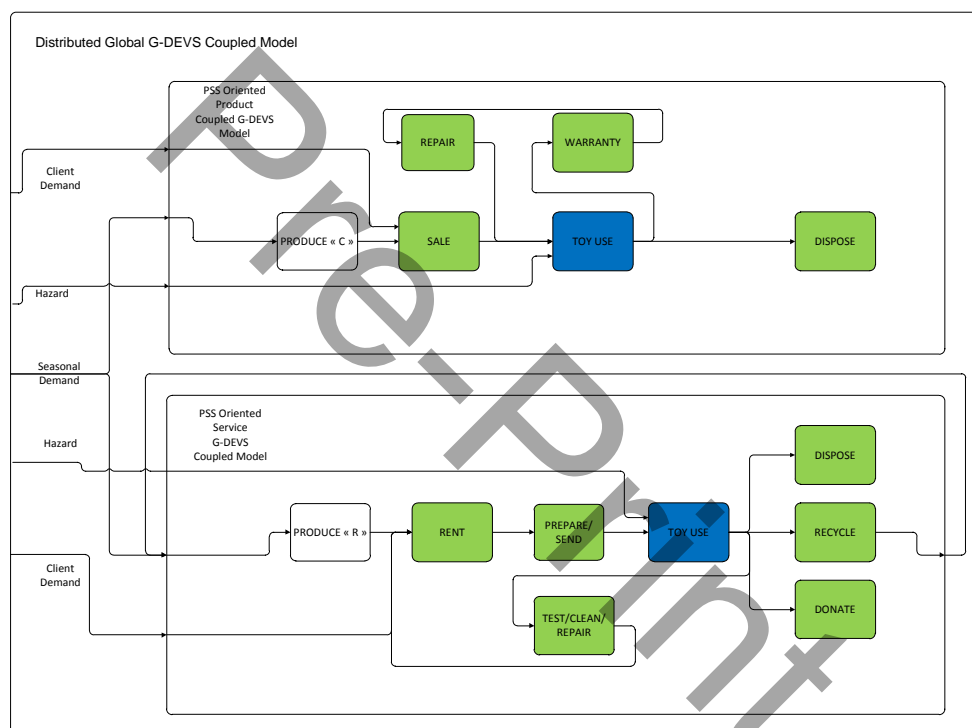 Distributed Global G-DEVS Coupled Model
PSS Oriented
Product
Coupled G-DEVS
Model
Client
Demand
REPAIR
WARRANTY
PRODUCE « C »
SALE
TOY USE
DISPOSE
Hazard
Seasonal
Demand
PSS Oriented
Service
G-DEVS
Coupled Model
Hazard
DISPOSE
PRODUCE « R »
RENT
PREPARE/
SEND
TOY USE
RECYCLE
Client
Demand
TEST/CLEAN/
REPAIR
DONATE
Pre-Print